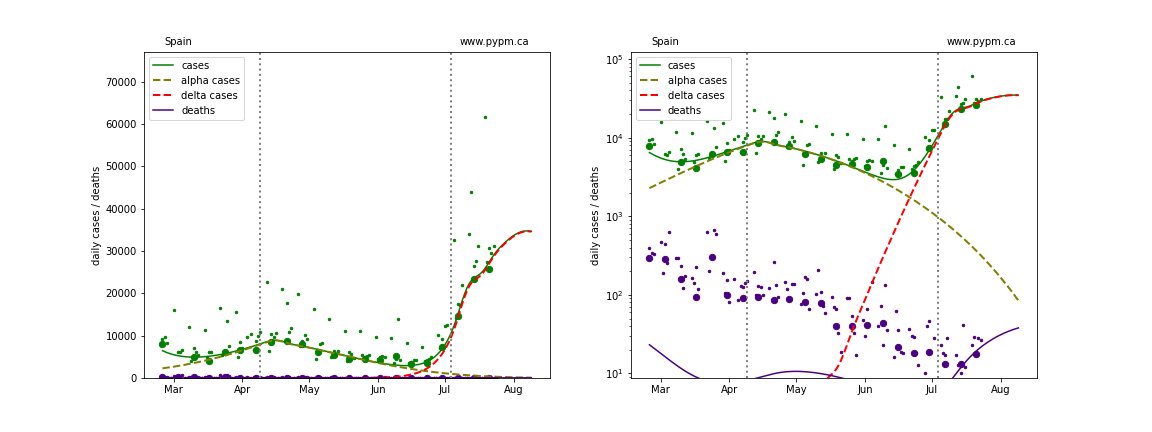 Spain www.pypm.ca
cases
alpha cases
delta cases
deaths
daily cases / deaths
70000
60000
50000
40000
30000
20000
10000
0
Mar Apr May Jun Jul Aug
Spain www.pypm.ca
cases
alpha cases
delta cases
deaths
daily cases / deaths
10⁵
10⁴
10³
10²
10¹
Mar Apr May Jun Jul Aug